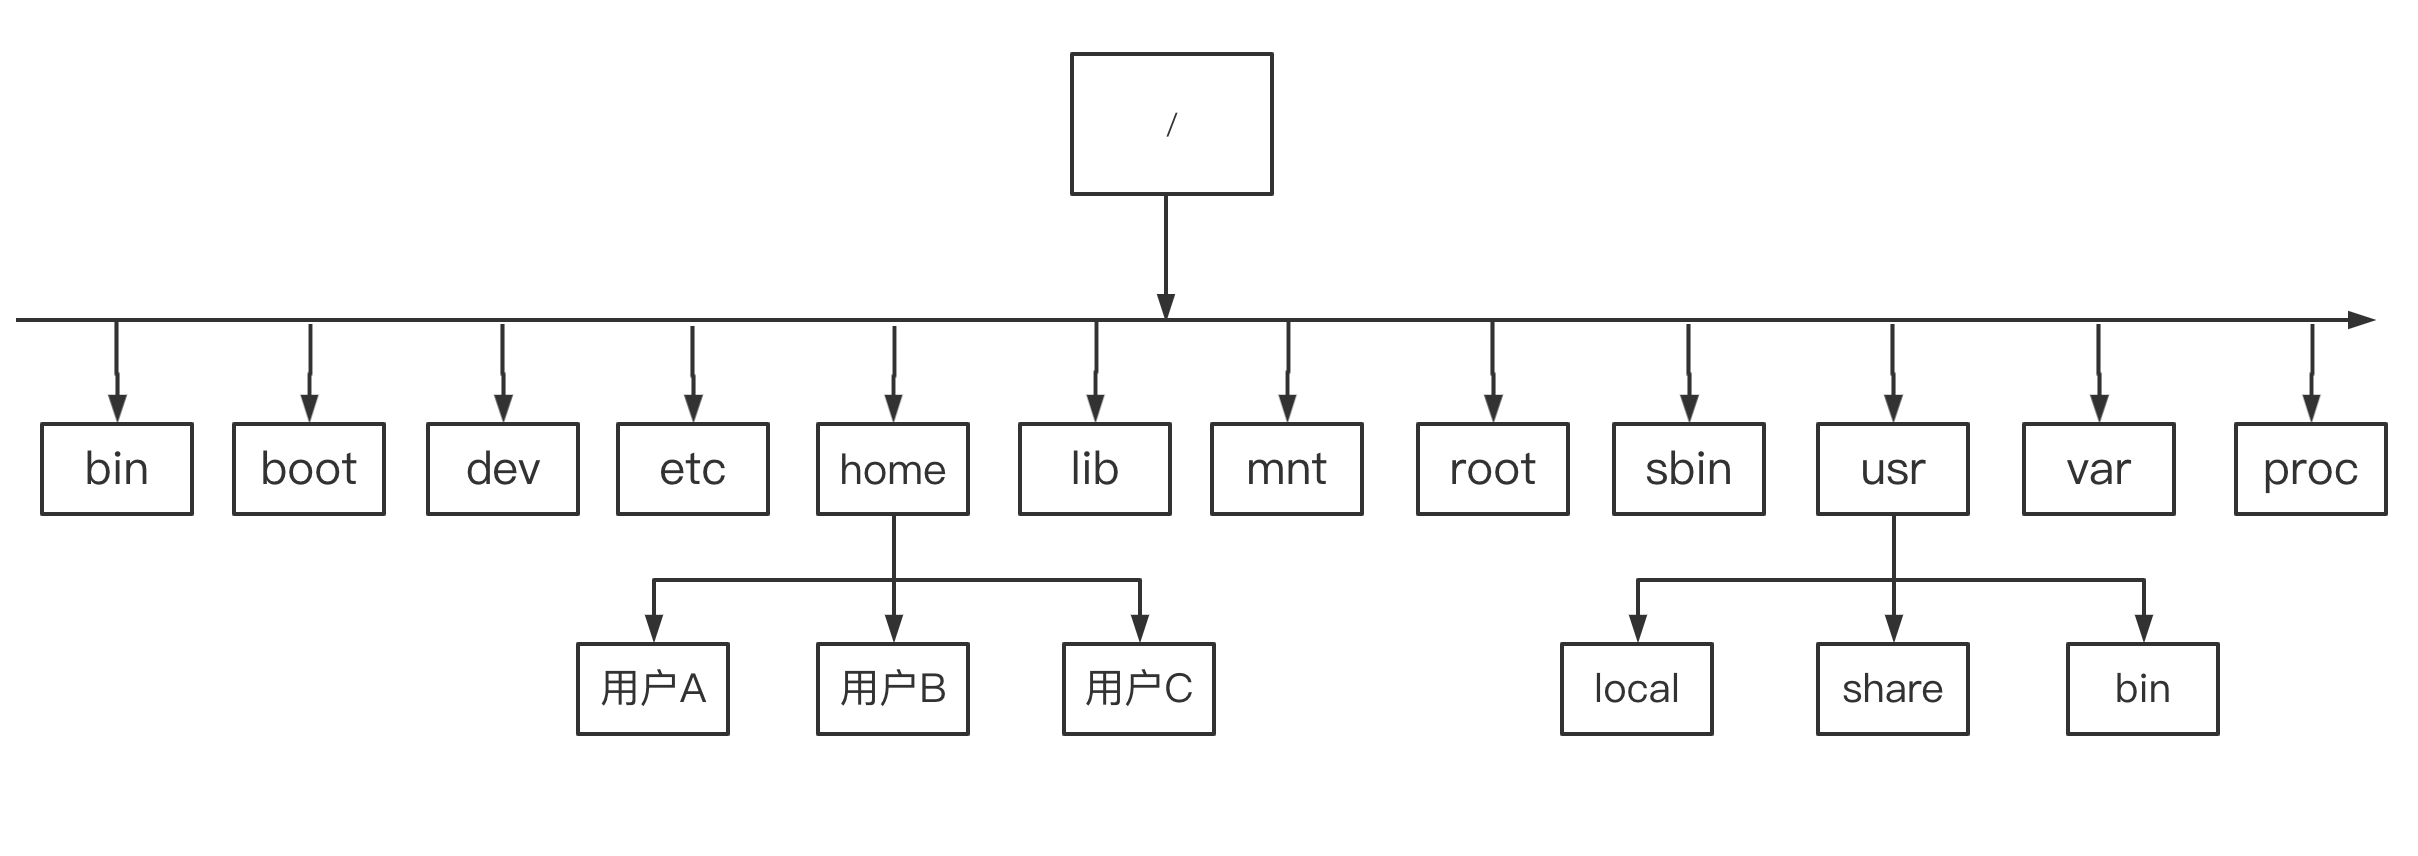 /
bin
boot
dev
etc
home
lib
mnt
root
sbin
usr
var
proc
用户A
用户B
用户C
local
share
bin